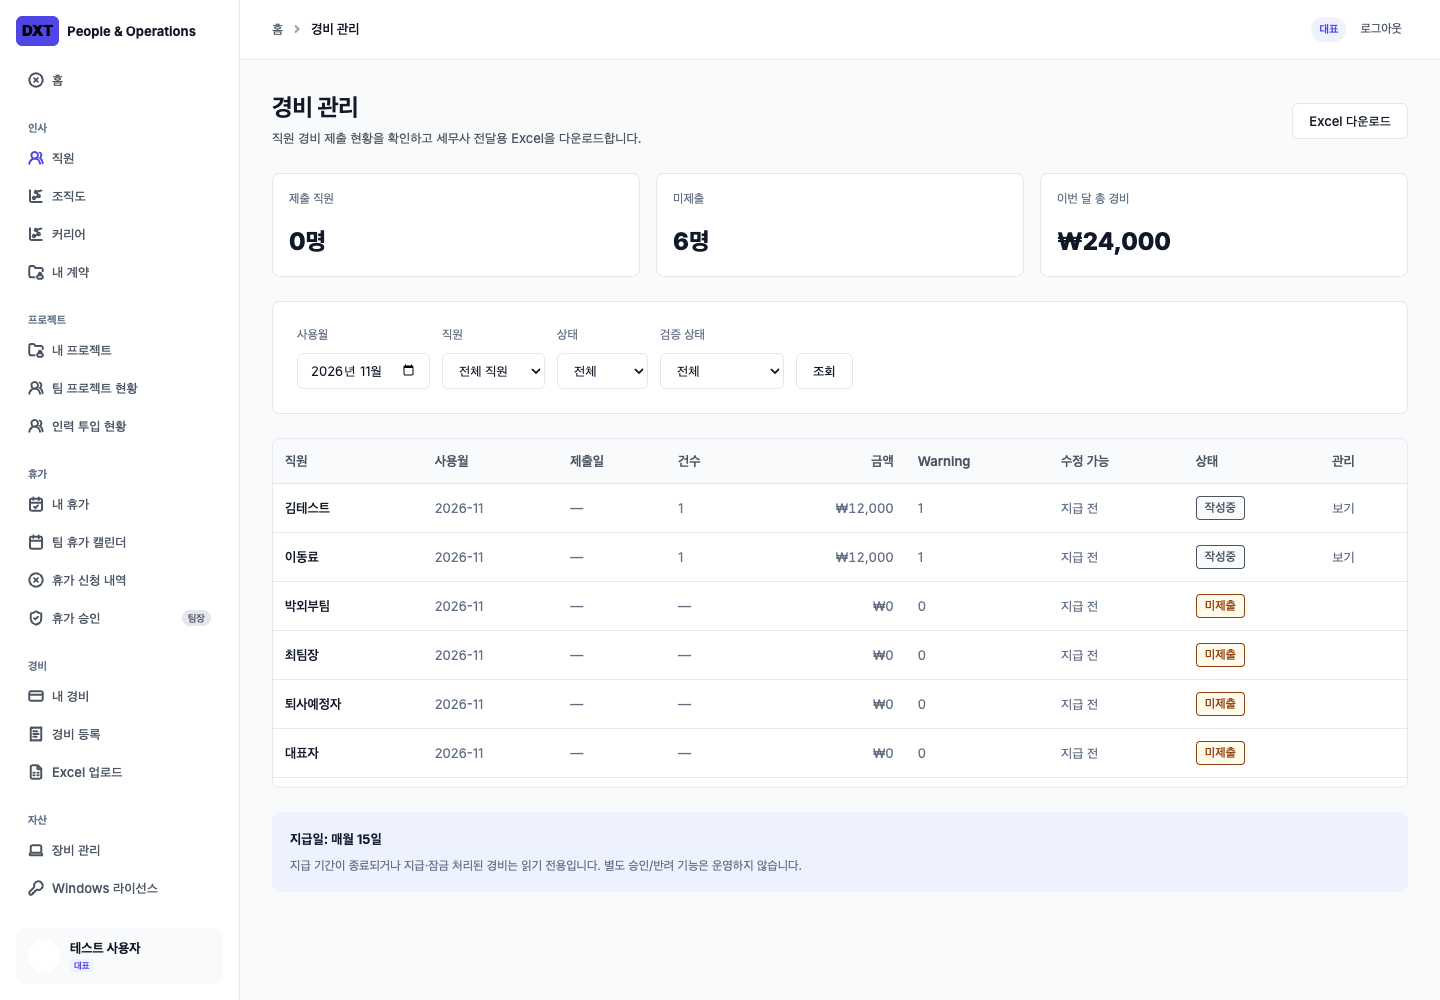 DXT People & Operations
홈
인사
직원
조직도
커리어
내 계약
프로젝트
내 프로젝트
팀 프로젝트 현황
인력 투입 현황
휴가
내 휴가
팀 휴가 캘린더
휴가 신청 내역
휴가 승인 팀장
경비
내 경비
경비 등록
Excel 업로드
자산
장비 관리
Windows 라이선스
테스트 사용자
대표
홈 > 경비 관리 대표 로그아웃
경비 관리
직원 경비 제출 현황을 확인하고 세무사 전달용 Excel을 다운로드합니다.
Excel 다운로드
제출 직원 미제출 이번 달 총 경비
0명 6명 ₩24,000
사용월 직원 상태 검증 상태
2026년 11월 전체 직원 전체 전체 조회
직원 사용월 제출일 건수 금액 Warning 수정 가능 상태 관리
김테스트 2026-11 — 1 ₩12,000 1 지급 전 작성중 보기
이동료 2026-11 — 1 ₩12,000 1 지급 전 작성중 보기
박외부팀 2026-11 — — ₩0 0 지급 전 미제출
최팀장 2026-11 — — ₩0 0 지급 전 미제출
퇴사예정자 2026-11 — — ₩0 0 지급 전 미제출
대표자 2026-11 — — ₩0 0 지급 전 미제출
지급일: 매월 15일
지급 기간이 종료되거나 지급·잠금 처리된 경비는 읽기 전용입니다. 별도 승인/반려 기능은 운영하지 않습니다.